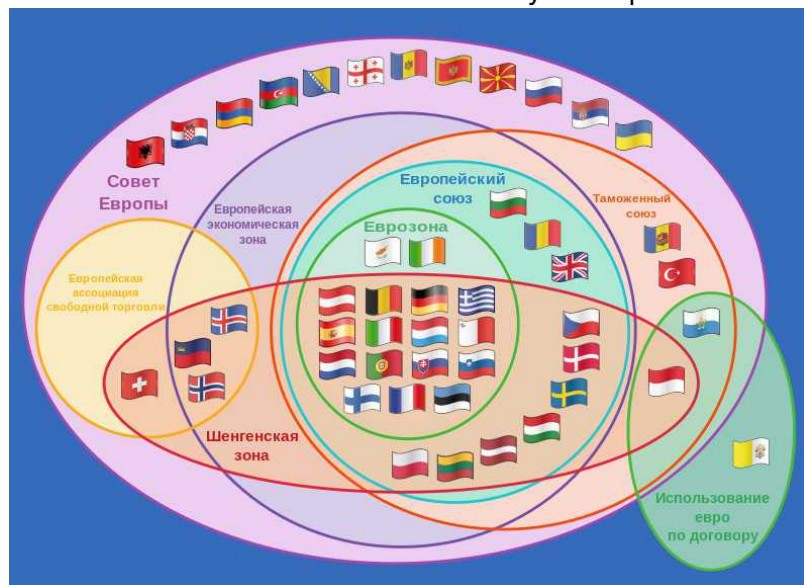 Совет
Европы
Европейская
экономическая
зона
Европейский
союз
Таможенный
союз
Еврозона
Европейская
ассоциация
свободной торговли
Шенгенская
зона
Использование
евро
по договору